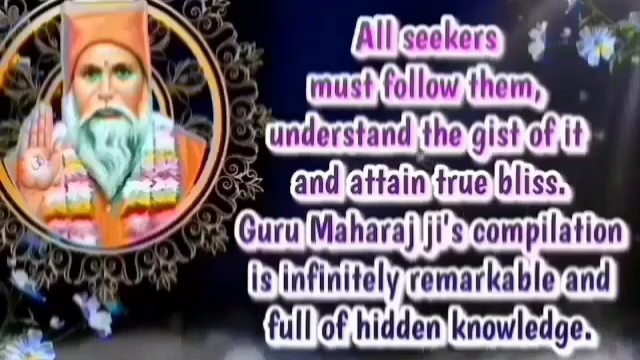 All seekers
must follow them,
understand the gist of it
and attain true bliss.
Guru Maharaj ji's compilation
is infinitely remarkable and
full of hidden knowledge.